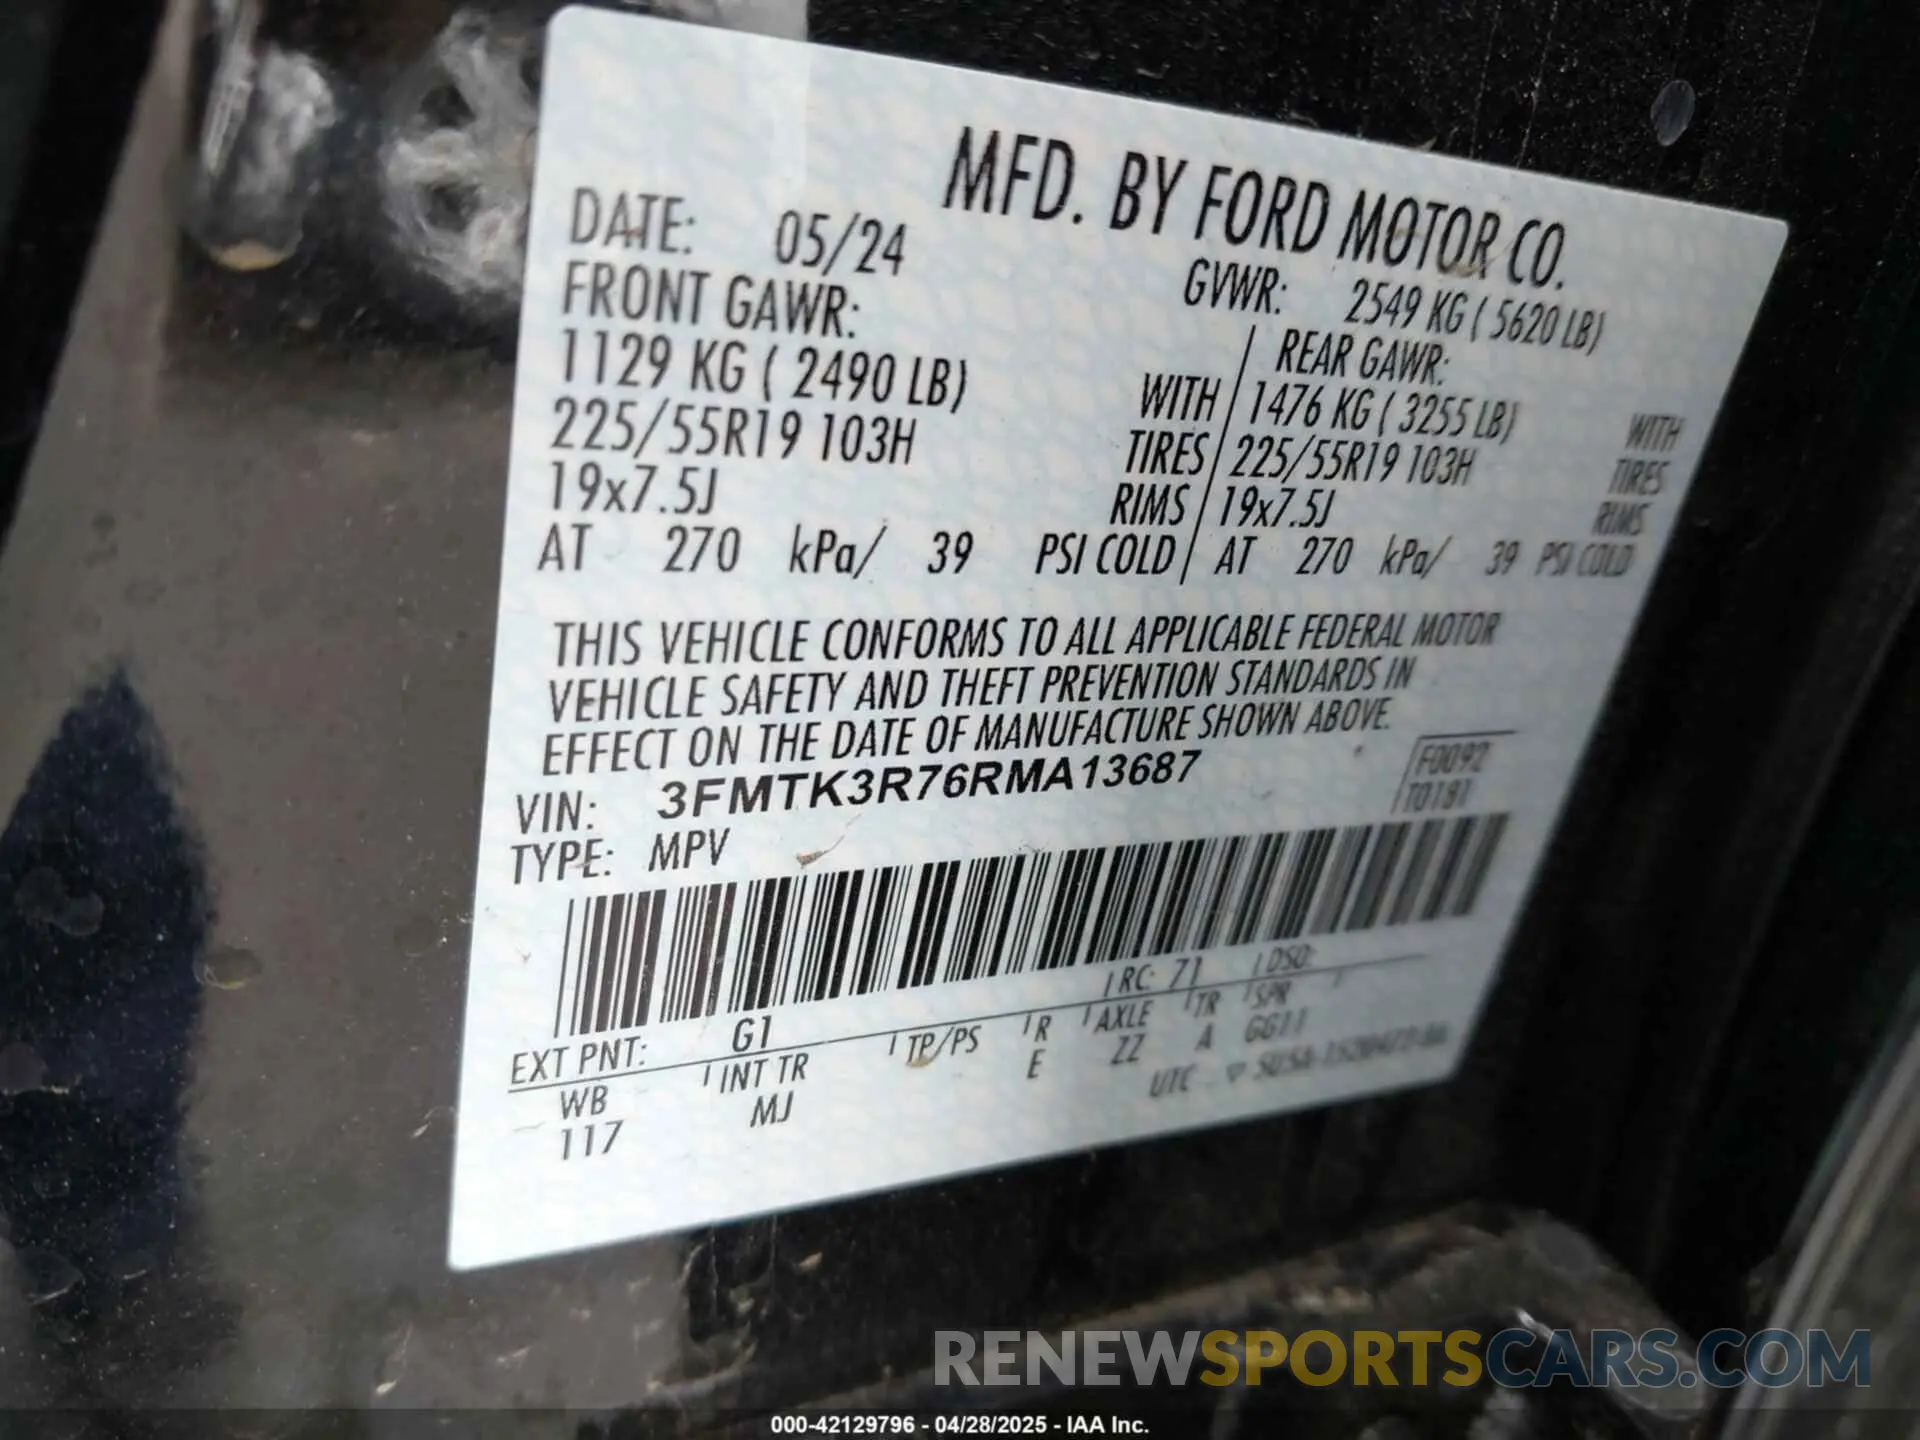 MFD. BY FORD MOTOR CO.
DATE: 05/24 GVWR: 2549 KG ( 5620 LB)
FRONT GAWR: REAR GAWR:
1129 KG ( 2490 LB) WITH 1476 KG ( 3255 LB) WITH
225/55R19 103H TIRES 225/55R19 103H TIRES
19x7.5J RIMS 19x7.5J RIMS
AT 270 kPa/ 39 PSI COLD AT 270 kPa/ 39 PSI COLD
THIS VEHICLE CONFORMS TO ALL APPLICABLE FEDERAL MOTOR
VEHICLE SAFETY AND THEFT PREVENTION STANDARDS IN
EFFECT ON THE DATE OF MANUFACTURE SHOWN ABOVE.
VIN: 3FMTK3R76RMA13687 F0092
TYPE: MPV T0181
EXT PNT: G1 RC: 71 DSO:
WB INT TR TP/PS R AXLE TR SPR
117 MJ E ZZ A GG11
UTC
RENEWSPORTSCARS.COM
000-42129796 - 04/28/2025 - IAA Inc.